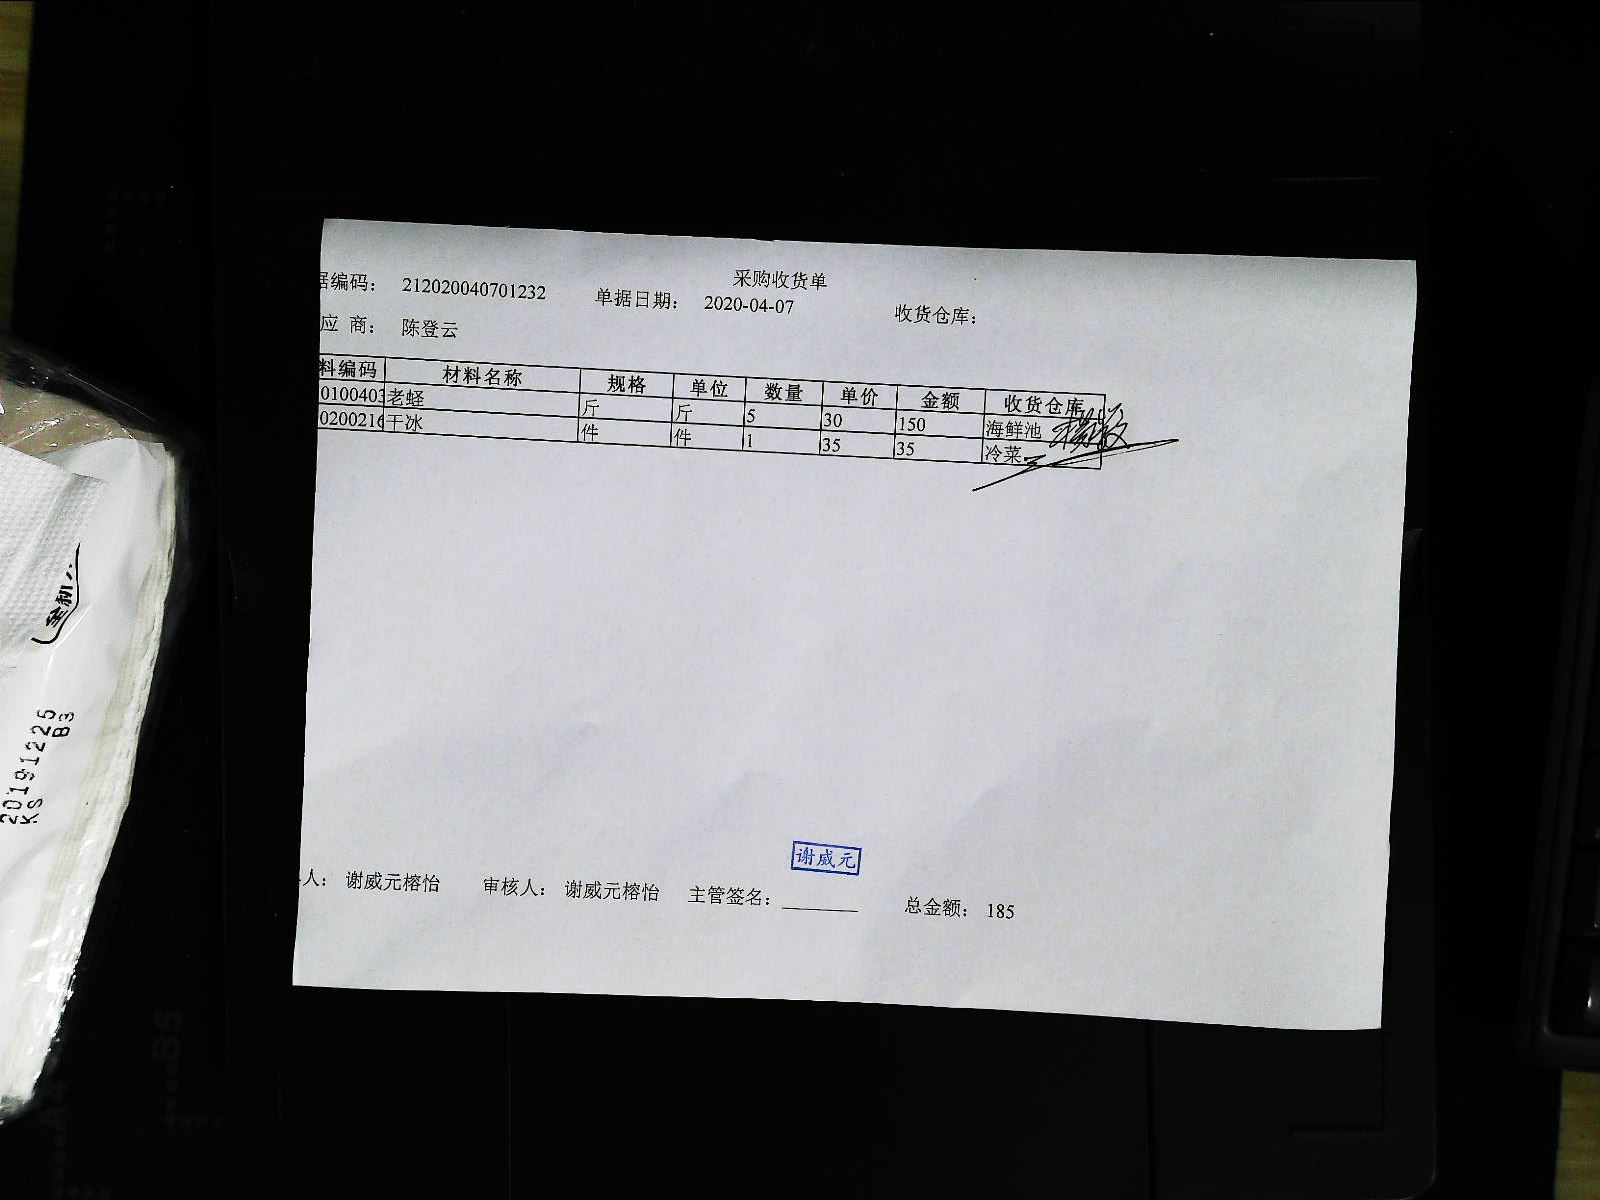 采购收货单
据编码： 212020040701232 单据日期： 2020-04-07 收货仓库：
应 商： 陈登云
料编码 材料名称 规格 单位 数量 单价 金额 收货仓库
0100403 老蛏 斤 斤 5 30 150 海鲜池
0200216 干冰 件 件 1 35 35 冷菜
谢威元
人： 谢威元榕怡 审核人： 谢威元榕怡 主管签名： 总金额： 185
20191225
KS B3